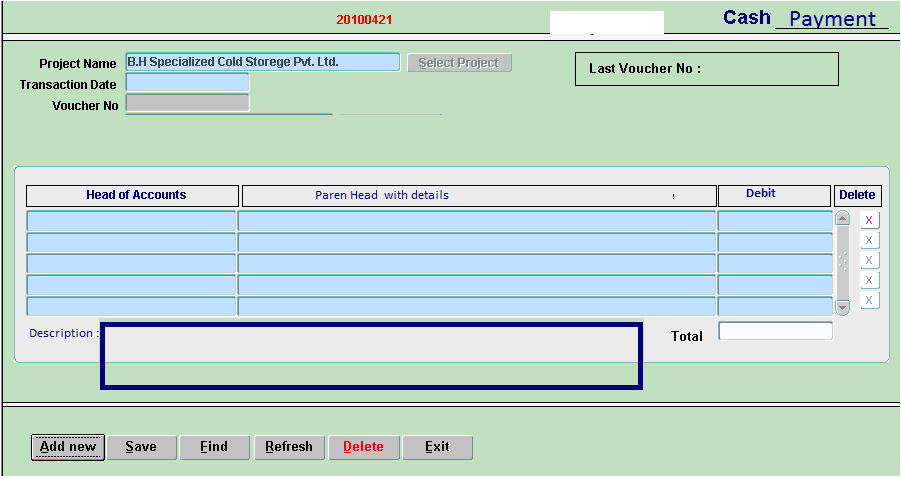 20100421
Cash Payment
Project Name B.H Specialized Cold Storege Pvt. Ltd. Select Project
Last Voucher No :
Transaction Date
Voucher No
Head of Accounts Paren Head with details ! Debit Delete
X
X
X
X
X
Description : Total
Add new Save Find Refresh Delete Exit